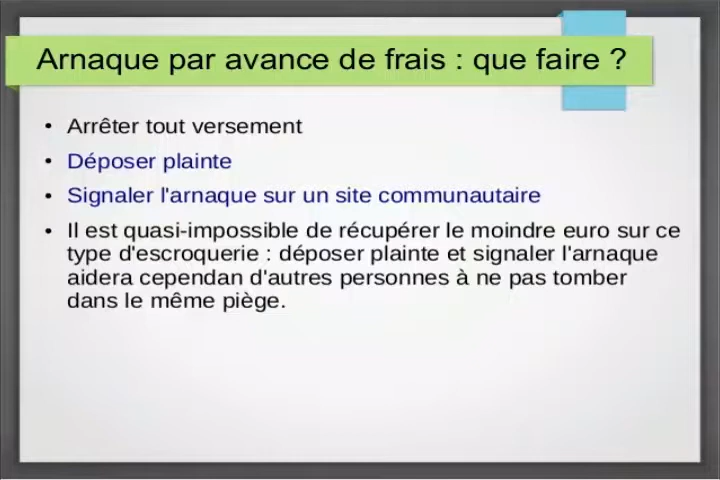 Arnaque par avance de frais : que faire ?
• Arrêter tout versement
• Déposer plainte
• Signaler l'arnaque sur un site communautaire
• Il est quasi-impossible de récupérer le moindre euro sur ce
type d'escroquerie : déposer plainte et signaler l'arnaque
aidera cependan d'autres personnes à ne pas tomber
dans le même piège.